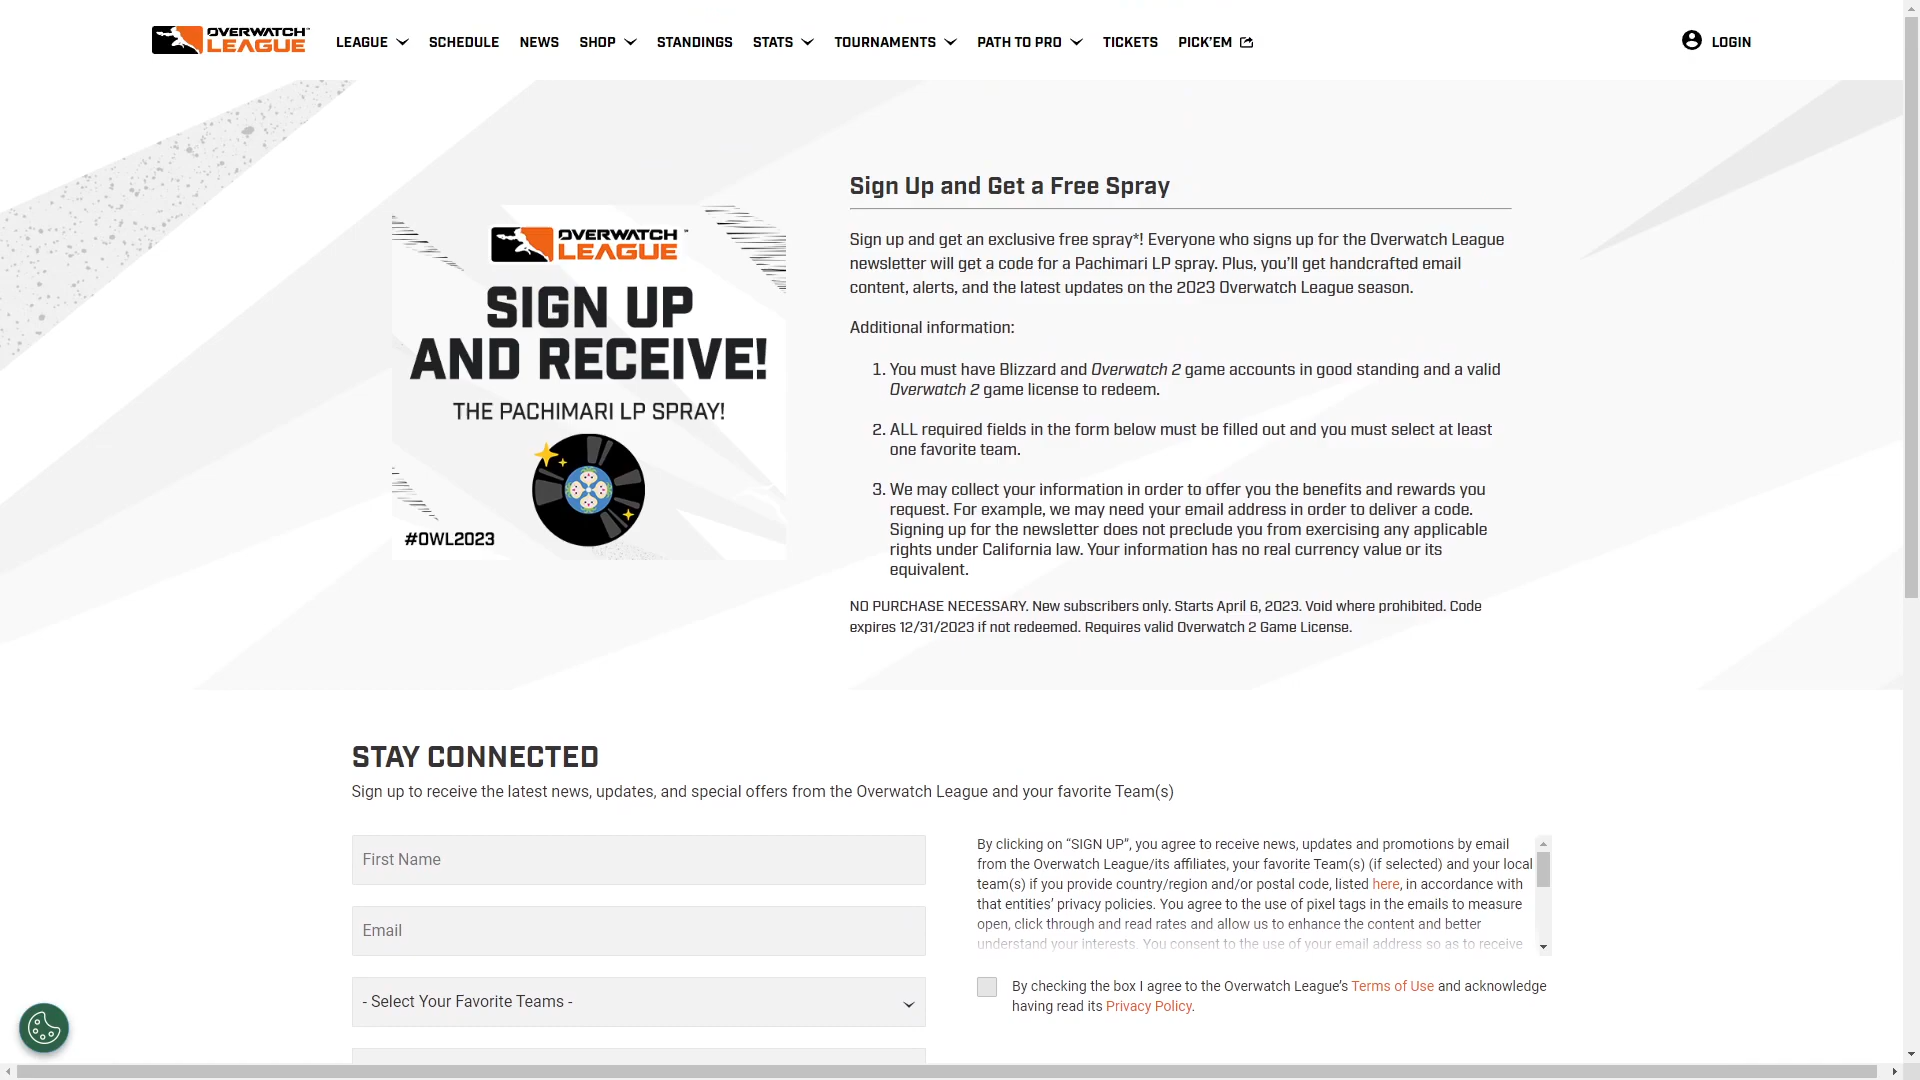 OVERWATCH LEAGUE
LEAGUE SCHEDULE NEWS SHOP STANDINGS STATS TOURNAMENTS PATH TO PRO TICKETS PICK'EM LOGIN
OVERWATCH
LEAGUE
SIGN UP
AND RECEIVE!
THE PACHIMARI LP SPRAY!
#OWL2023
Sign Up and Get a Free Spray
Sign up and get an exclusive free spray*! Everyone who signs up for the Overwatch League
newsletter will get a code for a Pachimari LP spray. Plus, you’ll get handcrafted email
content, alerts, and the latest updates on the 2023 Overwatch League season.
Additional information:
1. You must have Blizzard and Overwatch 2 game accounts in good standing and a valid
Overwatch 2 game license to redeem.
2. ALL required fields in the form below must be filled out and you must select at least
one favorite team.
3. We may collect your information in order to offer you the benefits and rewards you
request. For example, we may need your email address in order to deliver a code.
Signing up for the newsletter does not preclude you from exercising any applicable
rights under California law. Your information has no real currency value or its
equivalent.
NO PURCHASE NECESSARY. New subscribers only. Starts April 6, 2023. Void where prohibited. Code
expires 12/31/2023 if not redeemed. Requires valid Overwatch 2 Game License.
STAY CONNECTED
Sign up to receive the latest news, updates, and special offers from the Overwatch League and your favorite Team(s)
First Name
Email
- Select Your Favorite Teams -
By clicking on “SIGN UP”, you agree to receive news, updates and promotions by email
from the Overwatch League/its affiliates, your favorite Team(s) (if selected) and your local
team(s) if you provide country/region and/or postal code, listed here, in accordance with
that entities’ privacy policies. You agree to the use of pixel tags in the emails to measure
open, click through and read rates and allow us to enhance the content and better
understand your interests. You consent to the use of your email address so as to receive
By checking the box I agree to the Overwatch League’s Terms of Use and acknowledge
having read its Privacy Policy.